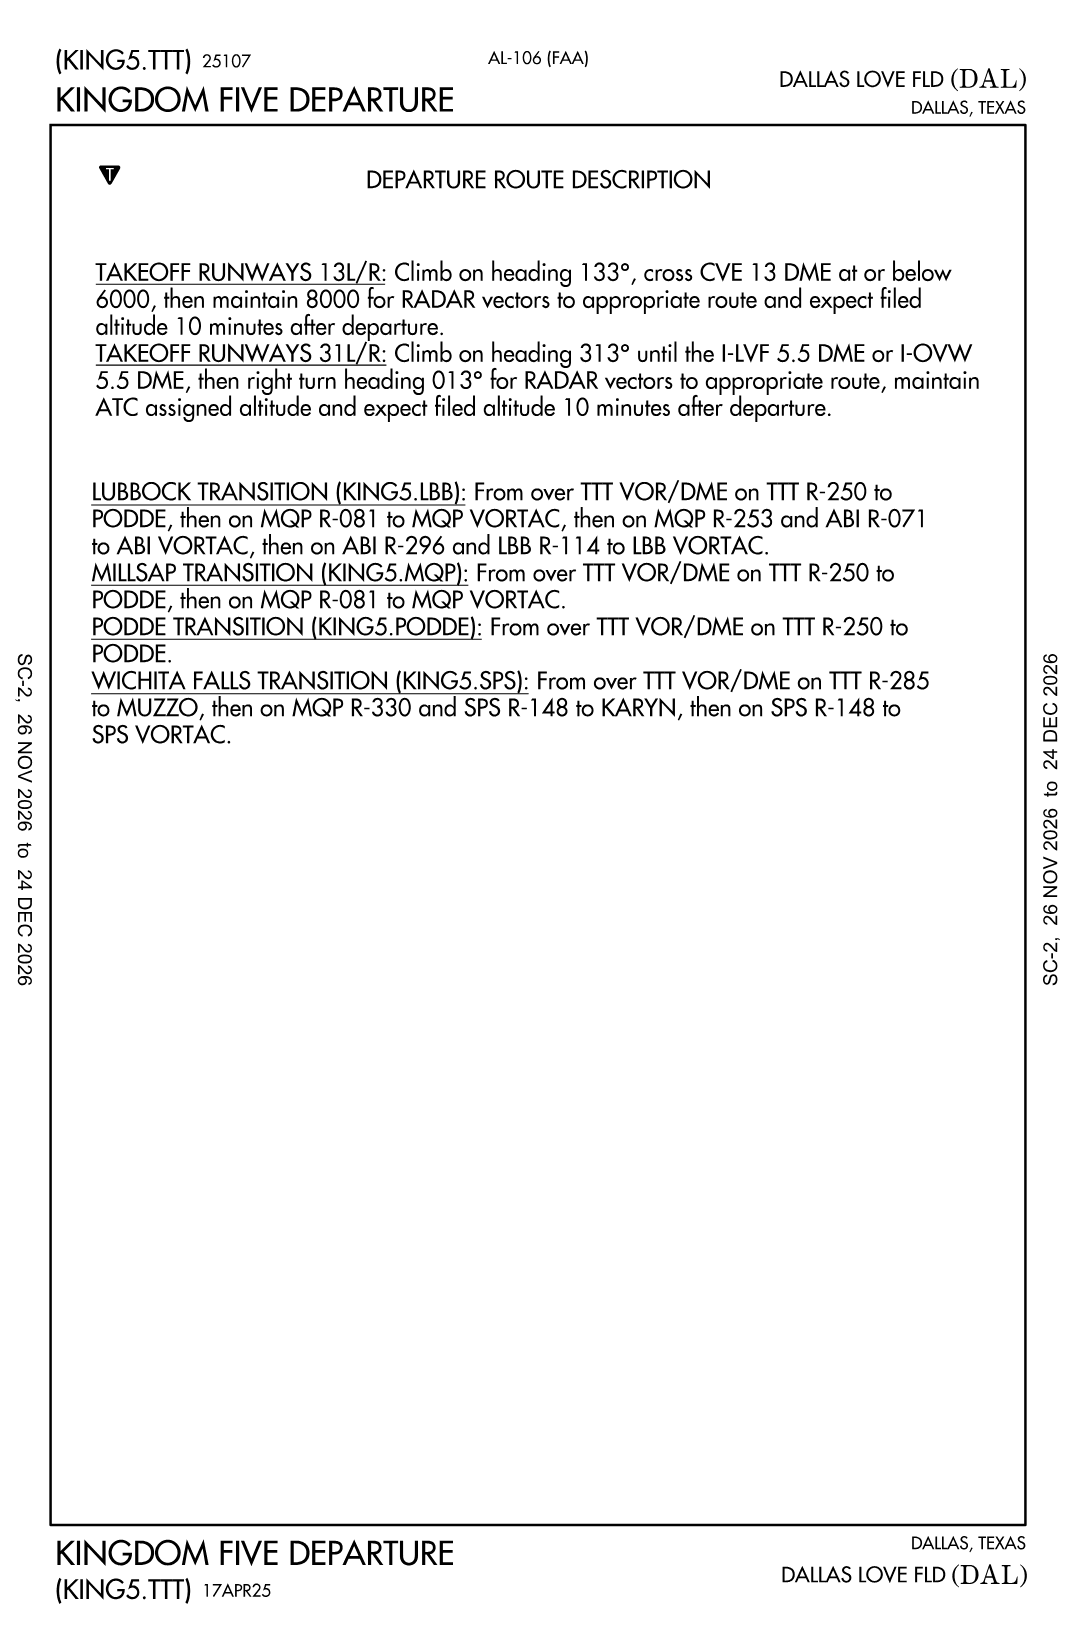 (KING5.TTT) 25107
AL-106 (FAA)
DALLAS LOVE FLD (DAL)
KINGDOM FIVE DEPARTURE
DALLAS, TEXAS
T
DEPARTURE ROUTE DESCRIPTION
TAKEOFF RUNWAYS 13L/R: Climb on heading 133°, cross CVE 13 DME at or below
6000, then maintain 8000 for RADAR vectors to appropriate route and expect filed
altitude 10 minutes after departure.
TAKEOFF RUNWAYS 31L/R: Climb on heading 313° until the I-LVF 5.5 DME or I-OVW
5.5 DME, then right turn heading 013° for RADAR vectors to appropriate route, maintain
ATC assigned altitude and expect filed altitude 10 minutes after departure.
LUBBOCK TRANSITION (KING5.LBB): From over TTT VOR/DME on TTT R-250 to
PODDE, then on MQP R-081 to MQP VORTAC, then on MQP R-253 and ABI R-071
to ABI VORTAC, then on ABI R-296 and LBB R-114 to LBB VORTAC.
MILLSAP TRANSITION (KING5.MQP): From over TTT VOR/DME on TTT R-250 to
PODDE, then on MQP R-081 to MQP VORTAC.
PODDE TRANSITION (KING5.PODDE): From over TTT VOR/DME on TTT R-250 to
PODDE.
WICHITA FALLS TRANSITION (KING5.SPS): From over TTT VOR/DME on TTT R-285
to MUZZO, then on MQP R-330 and SPS R-148 to KARYN, then on SPS R-148 to
SPS VORTAC.
SC-2, 26 NOV 2026 to 24 DEC 2026
SC-2, 26 NOV 2026 to 24 DEC 2026
KINGDOM FIVE DEPARTURE
DALLAS, TEXAS
(KING5.TTT) 17APR25
DALLAS LOVE FLD (DAL)